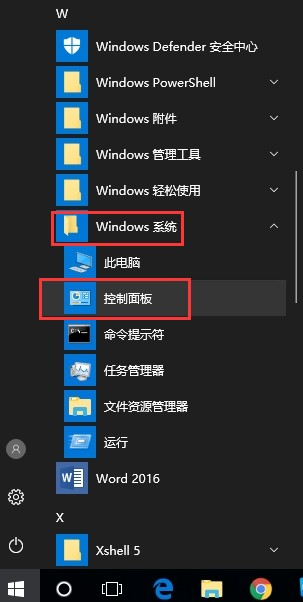 W
Windows Defender 安全中心
Windows PowerShell
Windows 附件
Windows 管理工具
Windows 轻松使用
Windows 系统
此电脑
控制面板
命令提示符
任务管理器
文件资源管理器
运行
Word 2016
X
Xshell 5